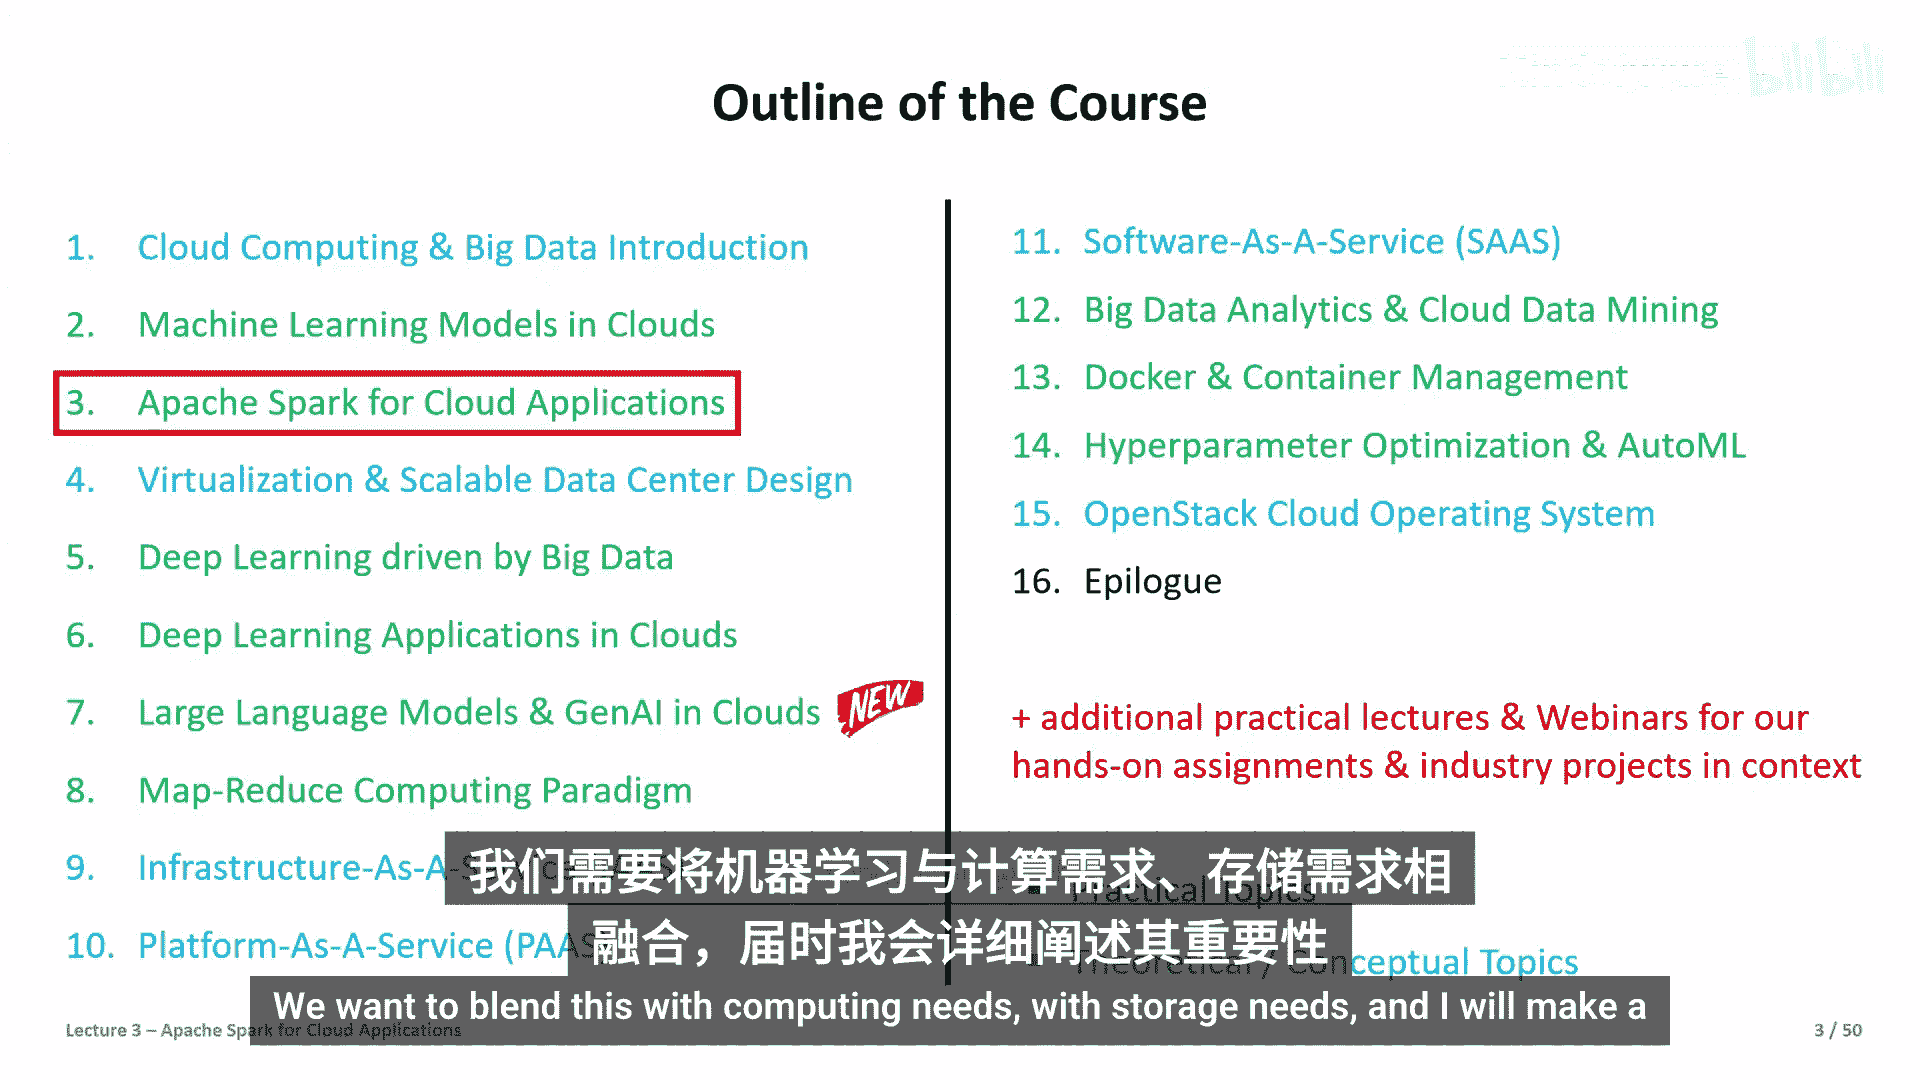 Outline of the Course
1. Cloud Computing & Big Data Introduction
2. Machine Learning Models in Clouds
3. Apache Spark for Cloud Applications
4. Virtualization & Scalable Data Center Design
5. Deep Learning driven by Big Data
6. Deep Learning Applications in Clouds
7. Large Language Models & GenAI in Clouds
NEW
8. Map-Reduce Computing Paradigm
9. Infrastructure-As-A-Service
10. Platform-As-A-Service (PAAS)
11. Software-As-A-Service (SAAS)
12. Big Data Analytics & Cloud Data Mining
13. Docker & Container Management
14. Hyperparameter Optimization & AutoML
15. OpenStack Cloud Operating System
16. Epilogue
+ additional practical lectures & Webinars for our
hands-on assignments & industry projects in context
Practical Topics
Theoretical / Conceptual Topics
我们需要将机器学习与计算需求、存储需求相
融合，届时我会详细阐述其重要性
We want to blend this with computing needs, with storage needs, and I will make a
Lecture 3 – Apache Spark for Cloud Applications
3 / 50
bilibili